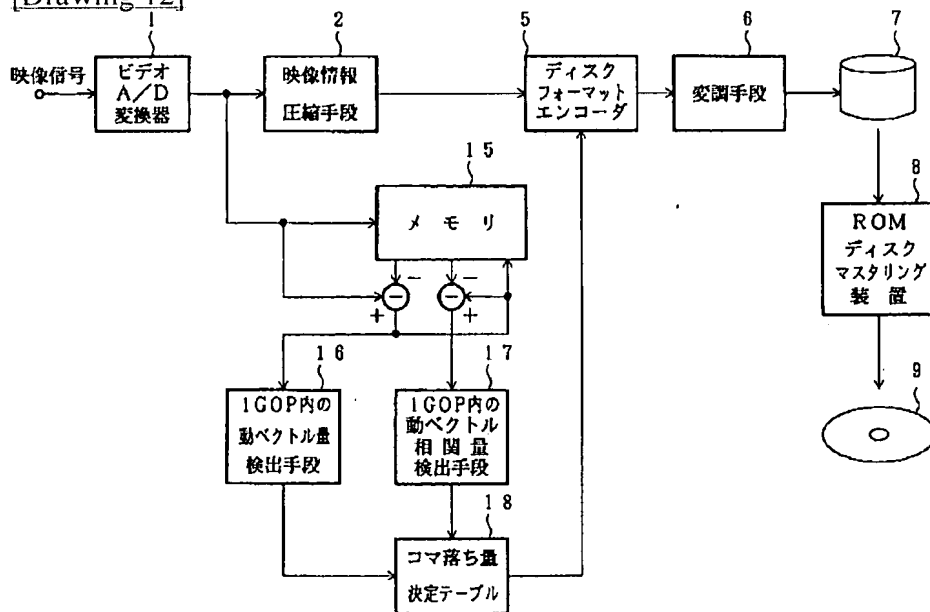 [Drawing 12]
1
2
5
6
7
映像信号
ビデオ
A/D
変換器
映像情報
圧縮手段
ディスク
フォーマット
エンコーダ
変調手段
15
メモリ
8
ROM
ディスク
マスタリング
装置
−
−
−
−
+
+
16
17
9
1GOP内の
動ベクトル量
検出手段
1GOP内の
動ベクトル
相関量
検出手段
18
コマ落ち量
決定テーブル